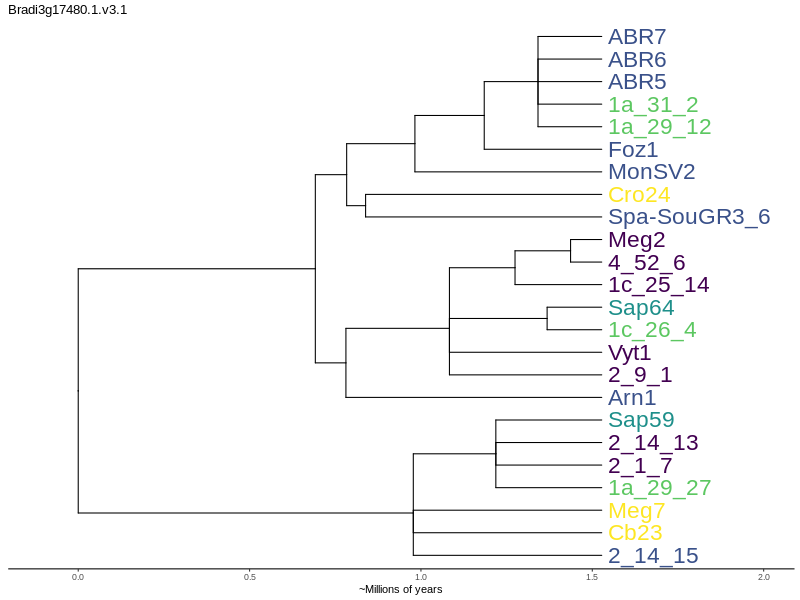 Bradi3g17480.1.v3.1
ABR7
ABR6
ABR5
1a_31_2
1a_29_12
Foz1
MonSV2
Cro24
Spa-SouGR3_6
Meg2
4_52_6
1c_25_14
Sap64
1c_26_4
Vyt1
2_9_1
Arn1
Sap59
2_14_13
2_1_7
1a_29_27
Meg7
Cb23
2_14_15
0.0 0.5 1.0 1.5 2.0
~Millions of years